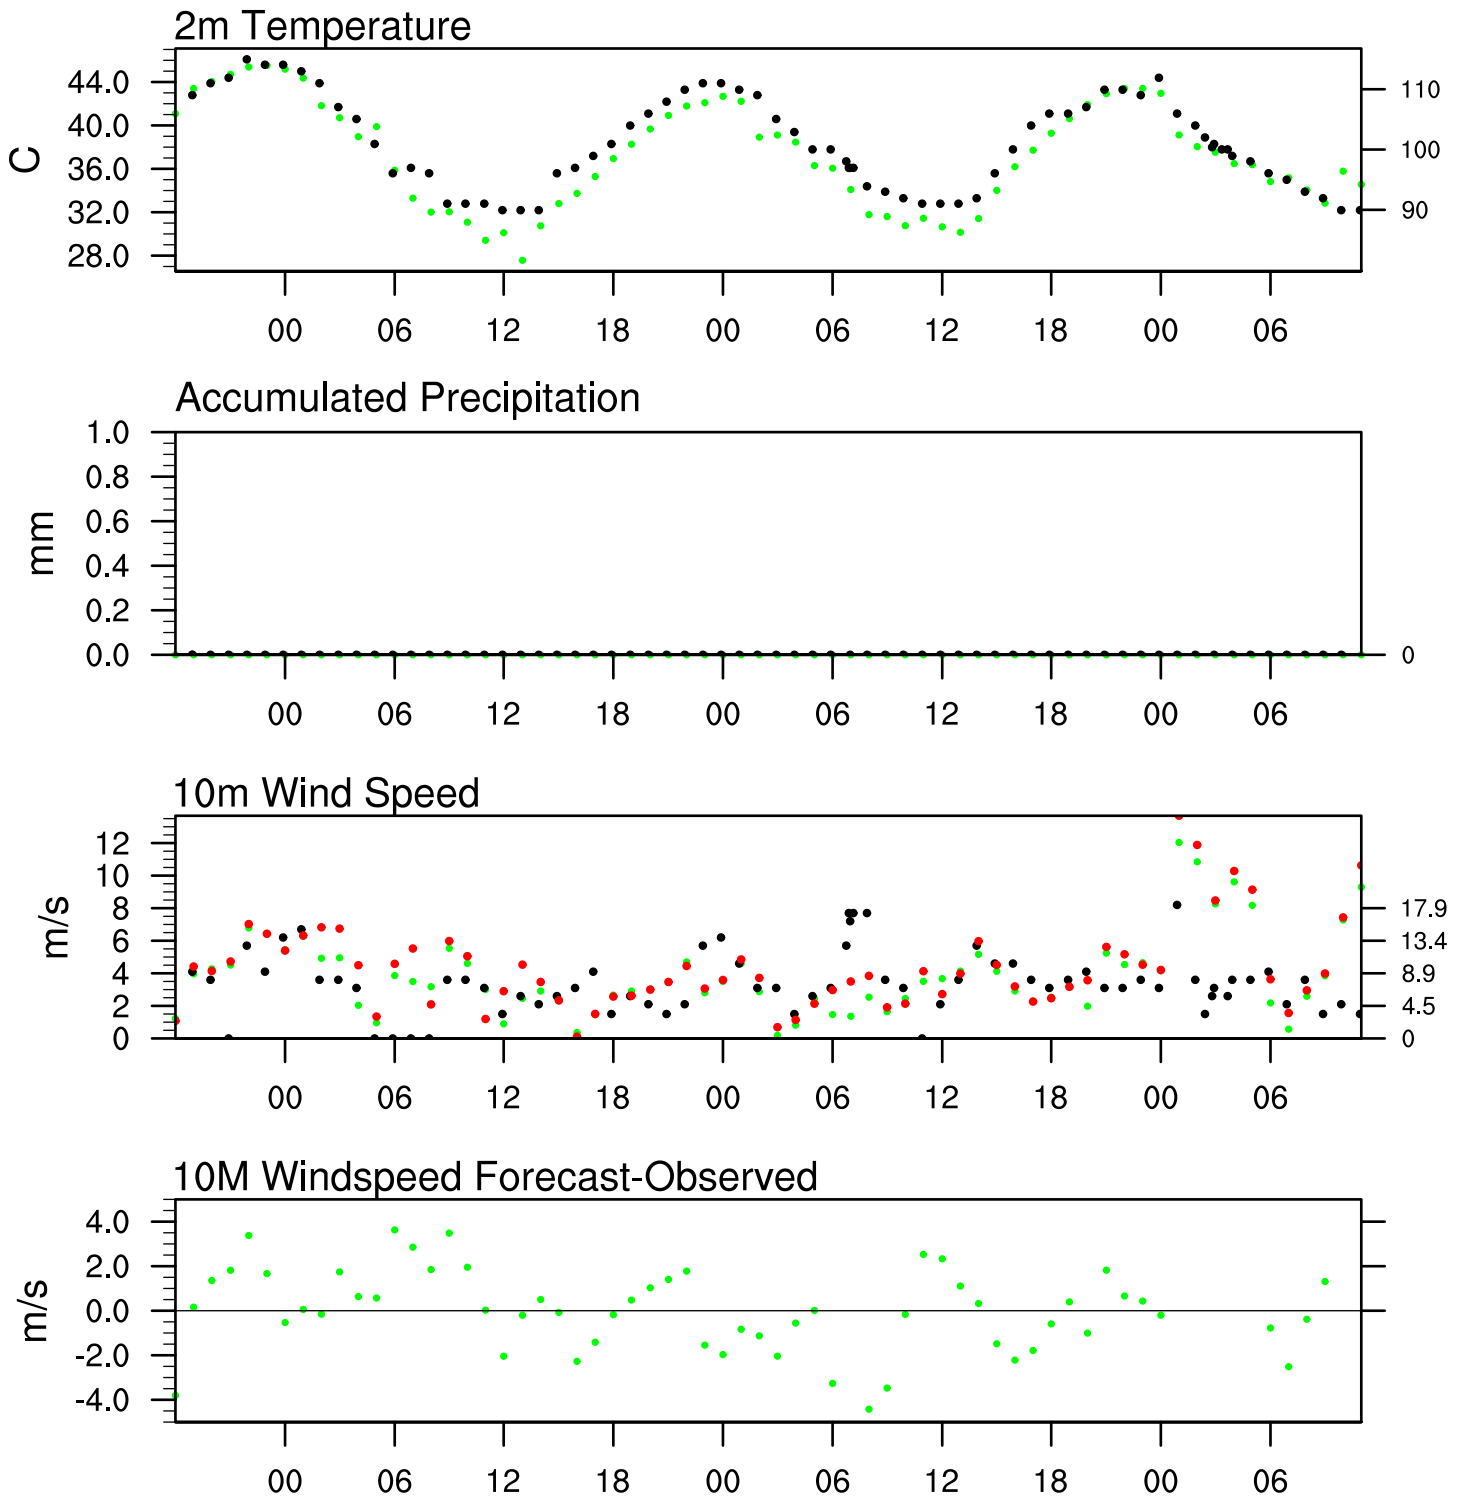 2m Temperature
C
44.0
40.0
36.0
32.0
28.0
110
100
90
00 06 12 18 00 06 12 18 00 06
Accumulated Precipitation
mm
1.0
0.8
0.6
0.4
0.2
0.0
0
00 06 12 18 00 06 12 18 00 06
10m Wind Speed
m/s
12
10
8
6
4
2
0
17.9
13.4
8.9
4.5
0
00 06 12 18 00 06 12 18 00 06
10M Windspeed Forecast-Observed
m/s
4.0
2.0
0.0
-2.0
-4.0
00 06 12 18 00 06 12 18 00 06